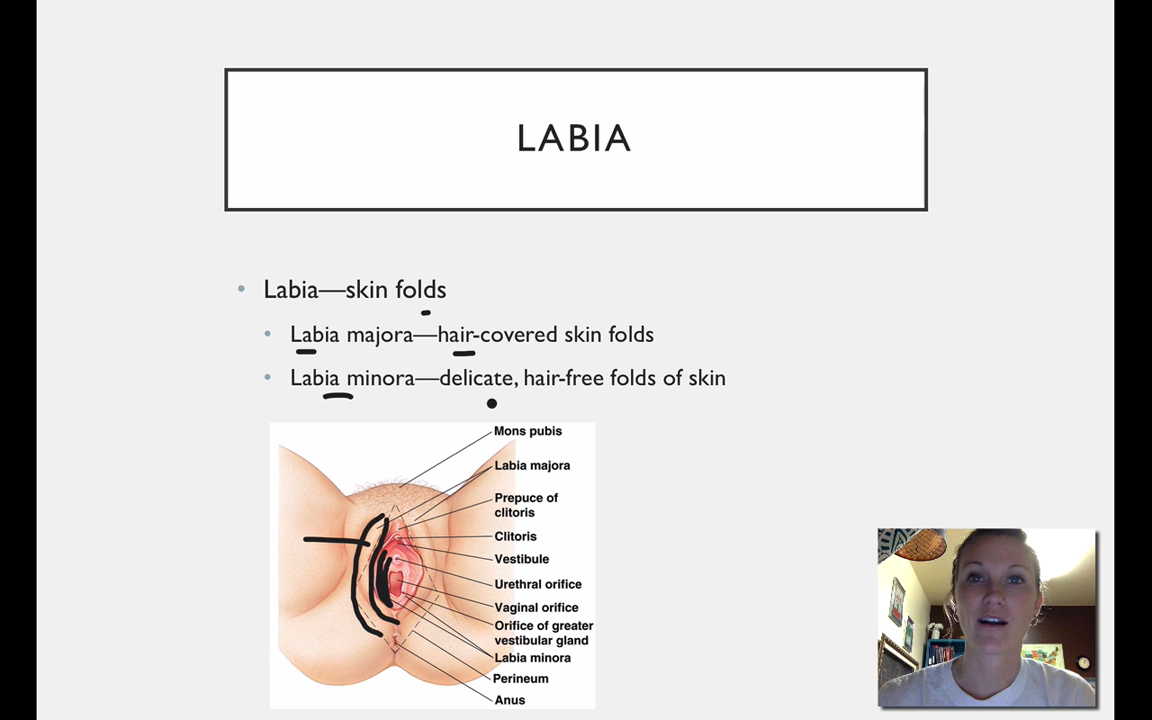 LABIA
• Labia—skin folds
• Labia majora—hair-covered skin folds
• Labia minora—delicate, hair-free folds of skin
Mons pubis
Labia majora
Prepuce of
clitoris
Clitoris
Vestibule
Urethral orifice
Vaginal orifice
Orifice of greater
vestibular gland
Labia minora
Perineum
Anus